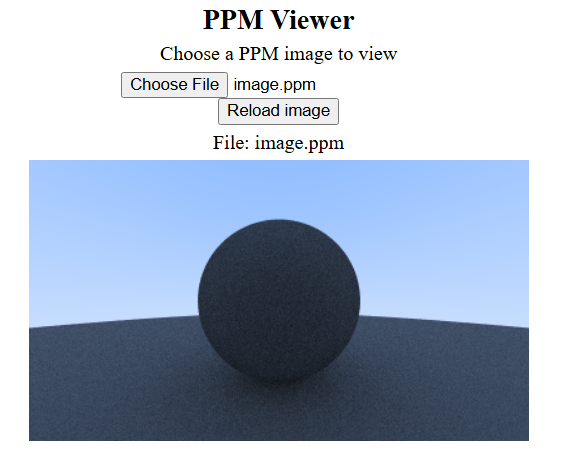 PPM Viewer
Choose a PPM image to view
Choose File image.ppm
Reload image
File: image.ppm